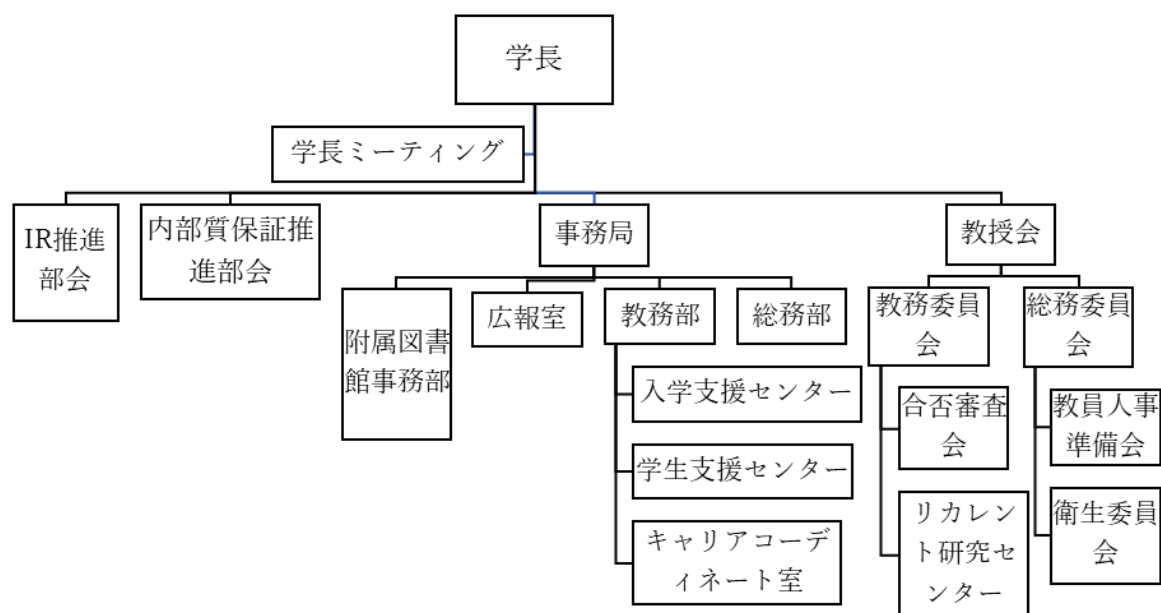 学長
学長ミーティング
IR推進
部会
内部質保証推
進部会
事務局
教授会
附属図書
館事務部
広報室
教務部
総務部
教務委員
会
総務委員
会
入学支援センター
学生支援センター
キャリアコーデ
ィネート室
合否審査
会
リカレン
ト研究セ
ンター
教員人事
準備会
衛生委員
会